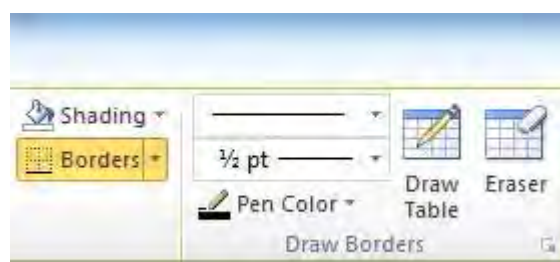 Shading
Borders
½ pt
Pen Color
Draw Table
Eraser
Draw Borders